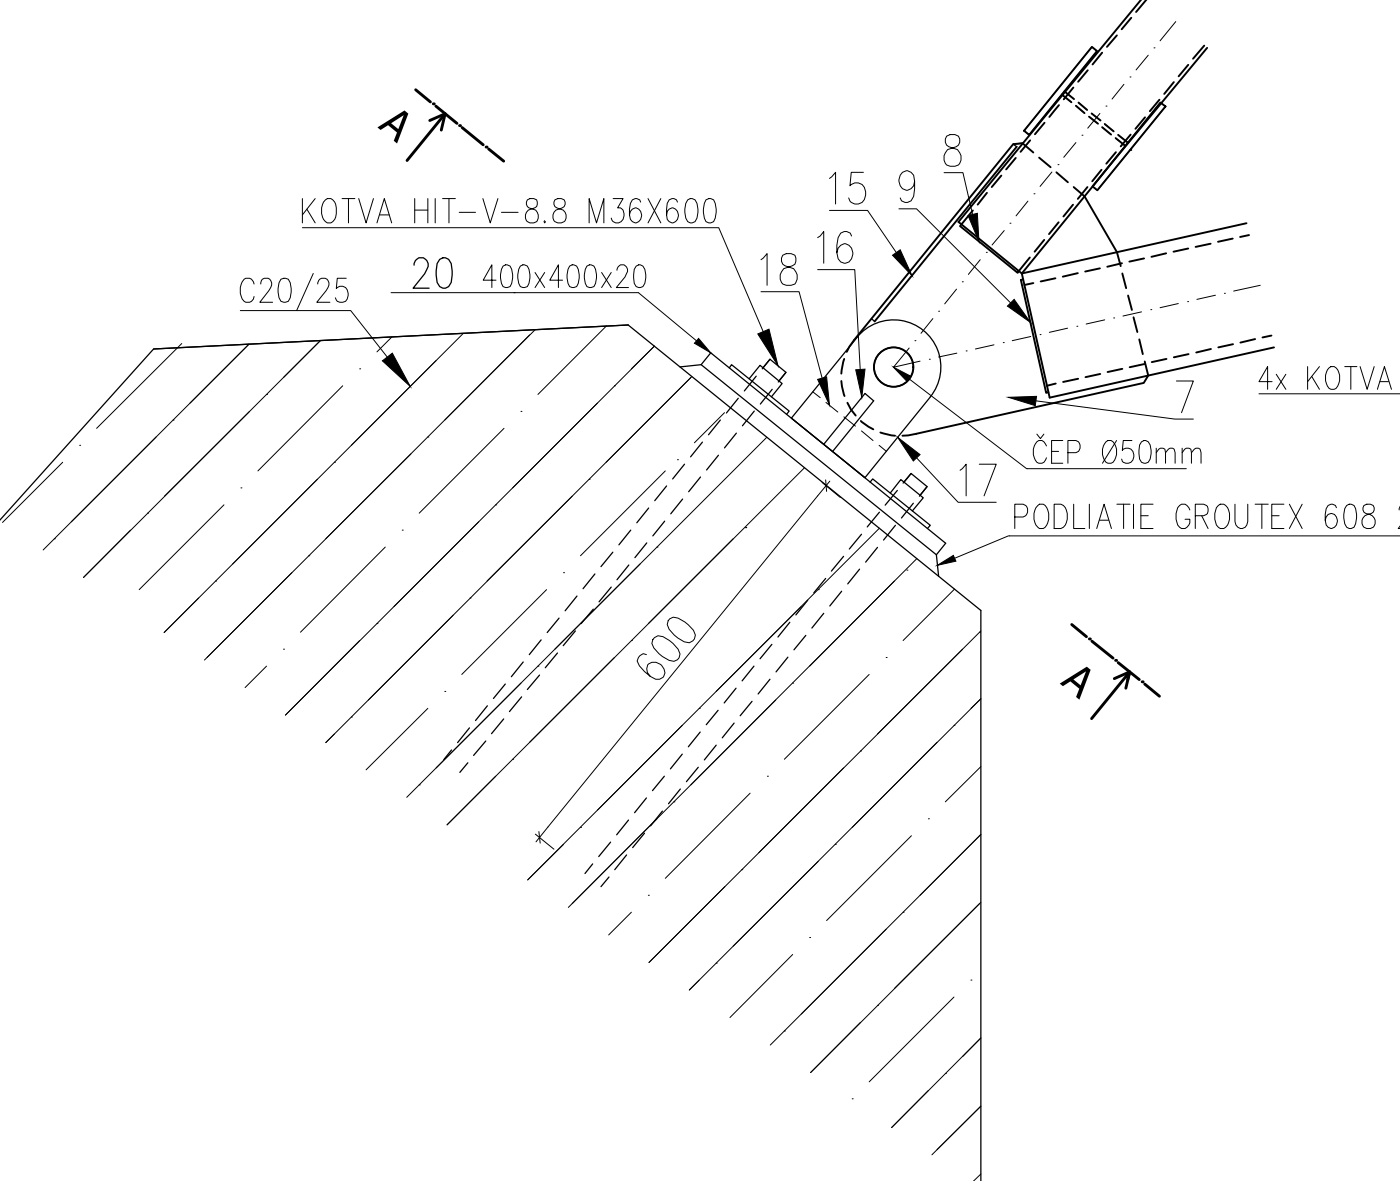 A
8
15
9
KOTVA HIT-V-8.8 M36X600
18
16
20 400x400x20
C20/25
4x KOTVA
7
ČEP Ø50mm
17
PODLIATIE GROUTEX 608
600
A